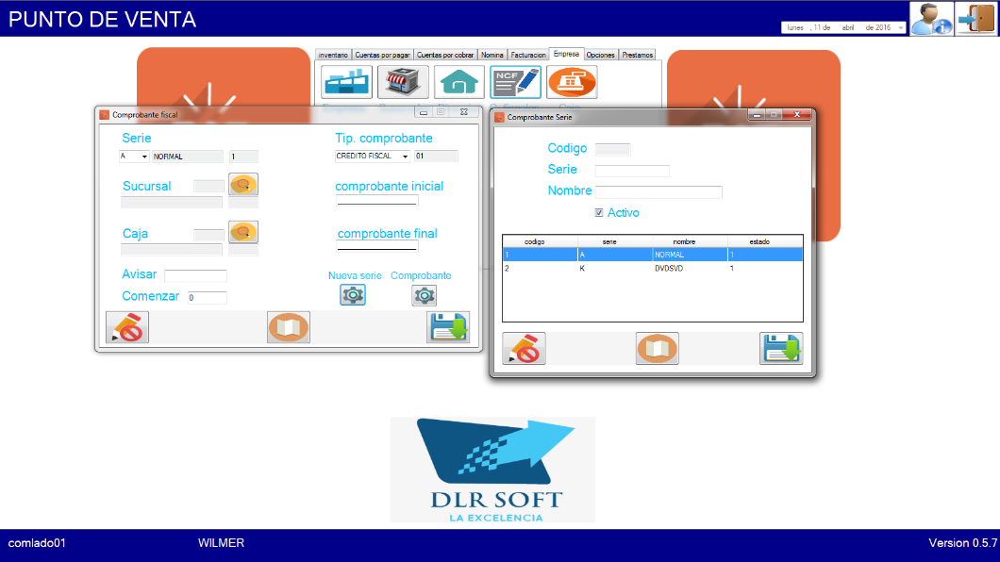 PUNTO DE VENTA
lunes , 11 de abril de 2016
inventario Cuentas por pagar Cuentas por cobrar Nomina Facturacion Empresa Opciones Prestamos
NCF
Comprobante fiscal
Serie
A NORMAL 1
Tip. comprobante
CREDITO FISCAL 01
Sucursal
comprobante inicial
Caja
comprobante final
Avisar
Comenzar 0
Nueva serie Comprobante
Comprobante Serie
Codigo
Serie
Nombre
Activo
codigo serie nombre estado
1 A NORMAL 1
2 K DVDSVD 1
DLR SOFT
LA EXCELENCIA
comlado01 WILMER Version 0.5.7